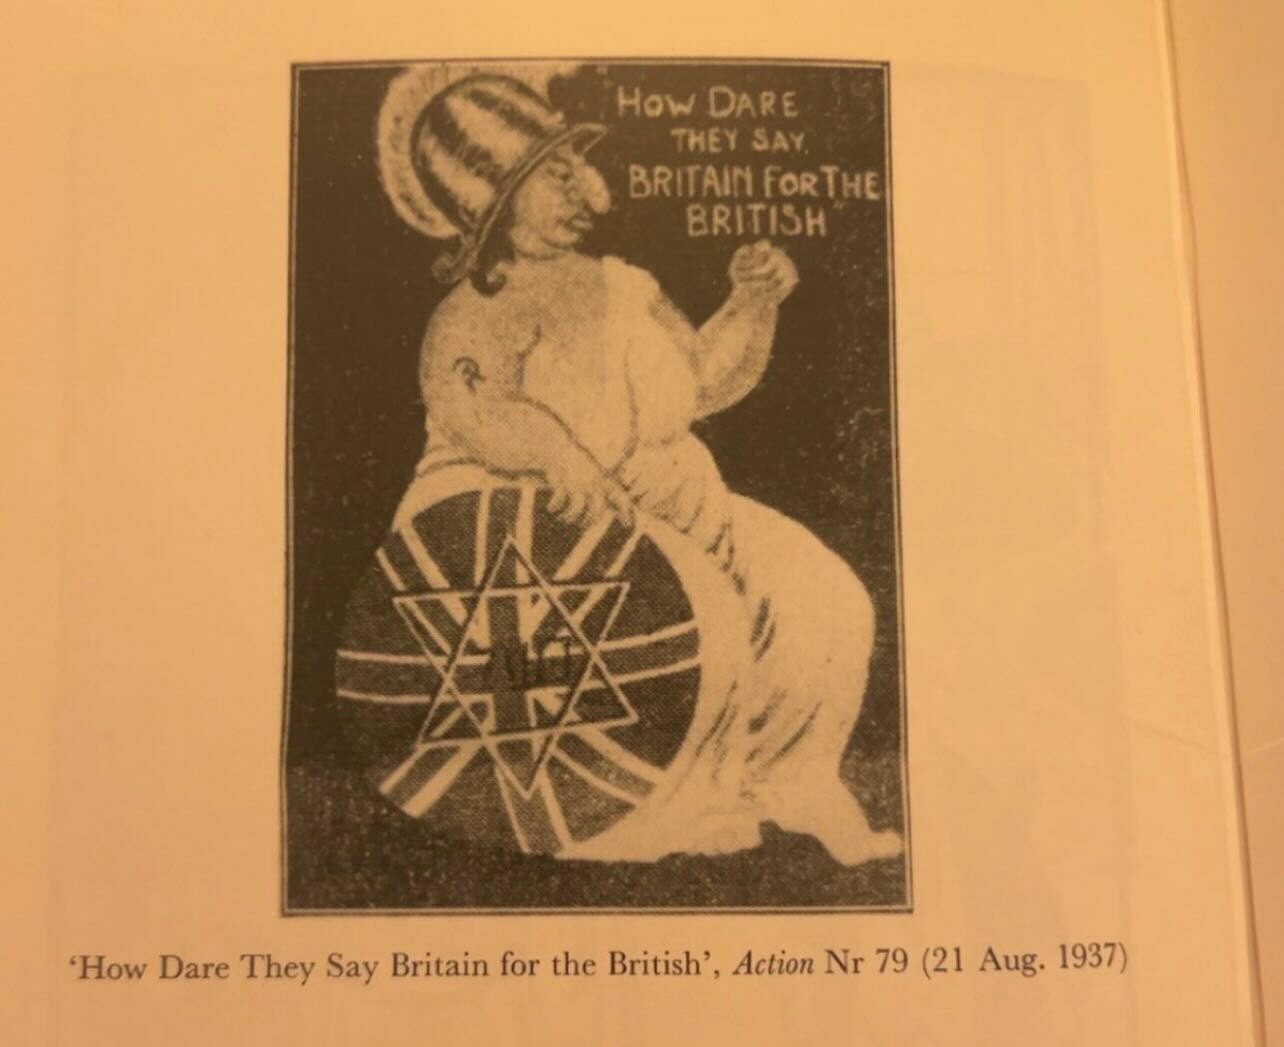 "HOW DARE
THEY SAY,
BRITAIN FOR THE
BRITISH"
‘How Dare They Say Britain for the British’, Action Nr 79 (21 Aug. 1937)